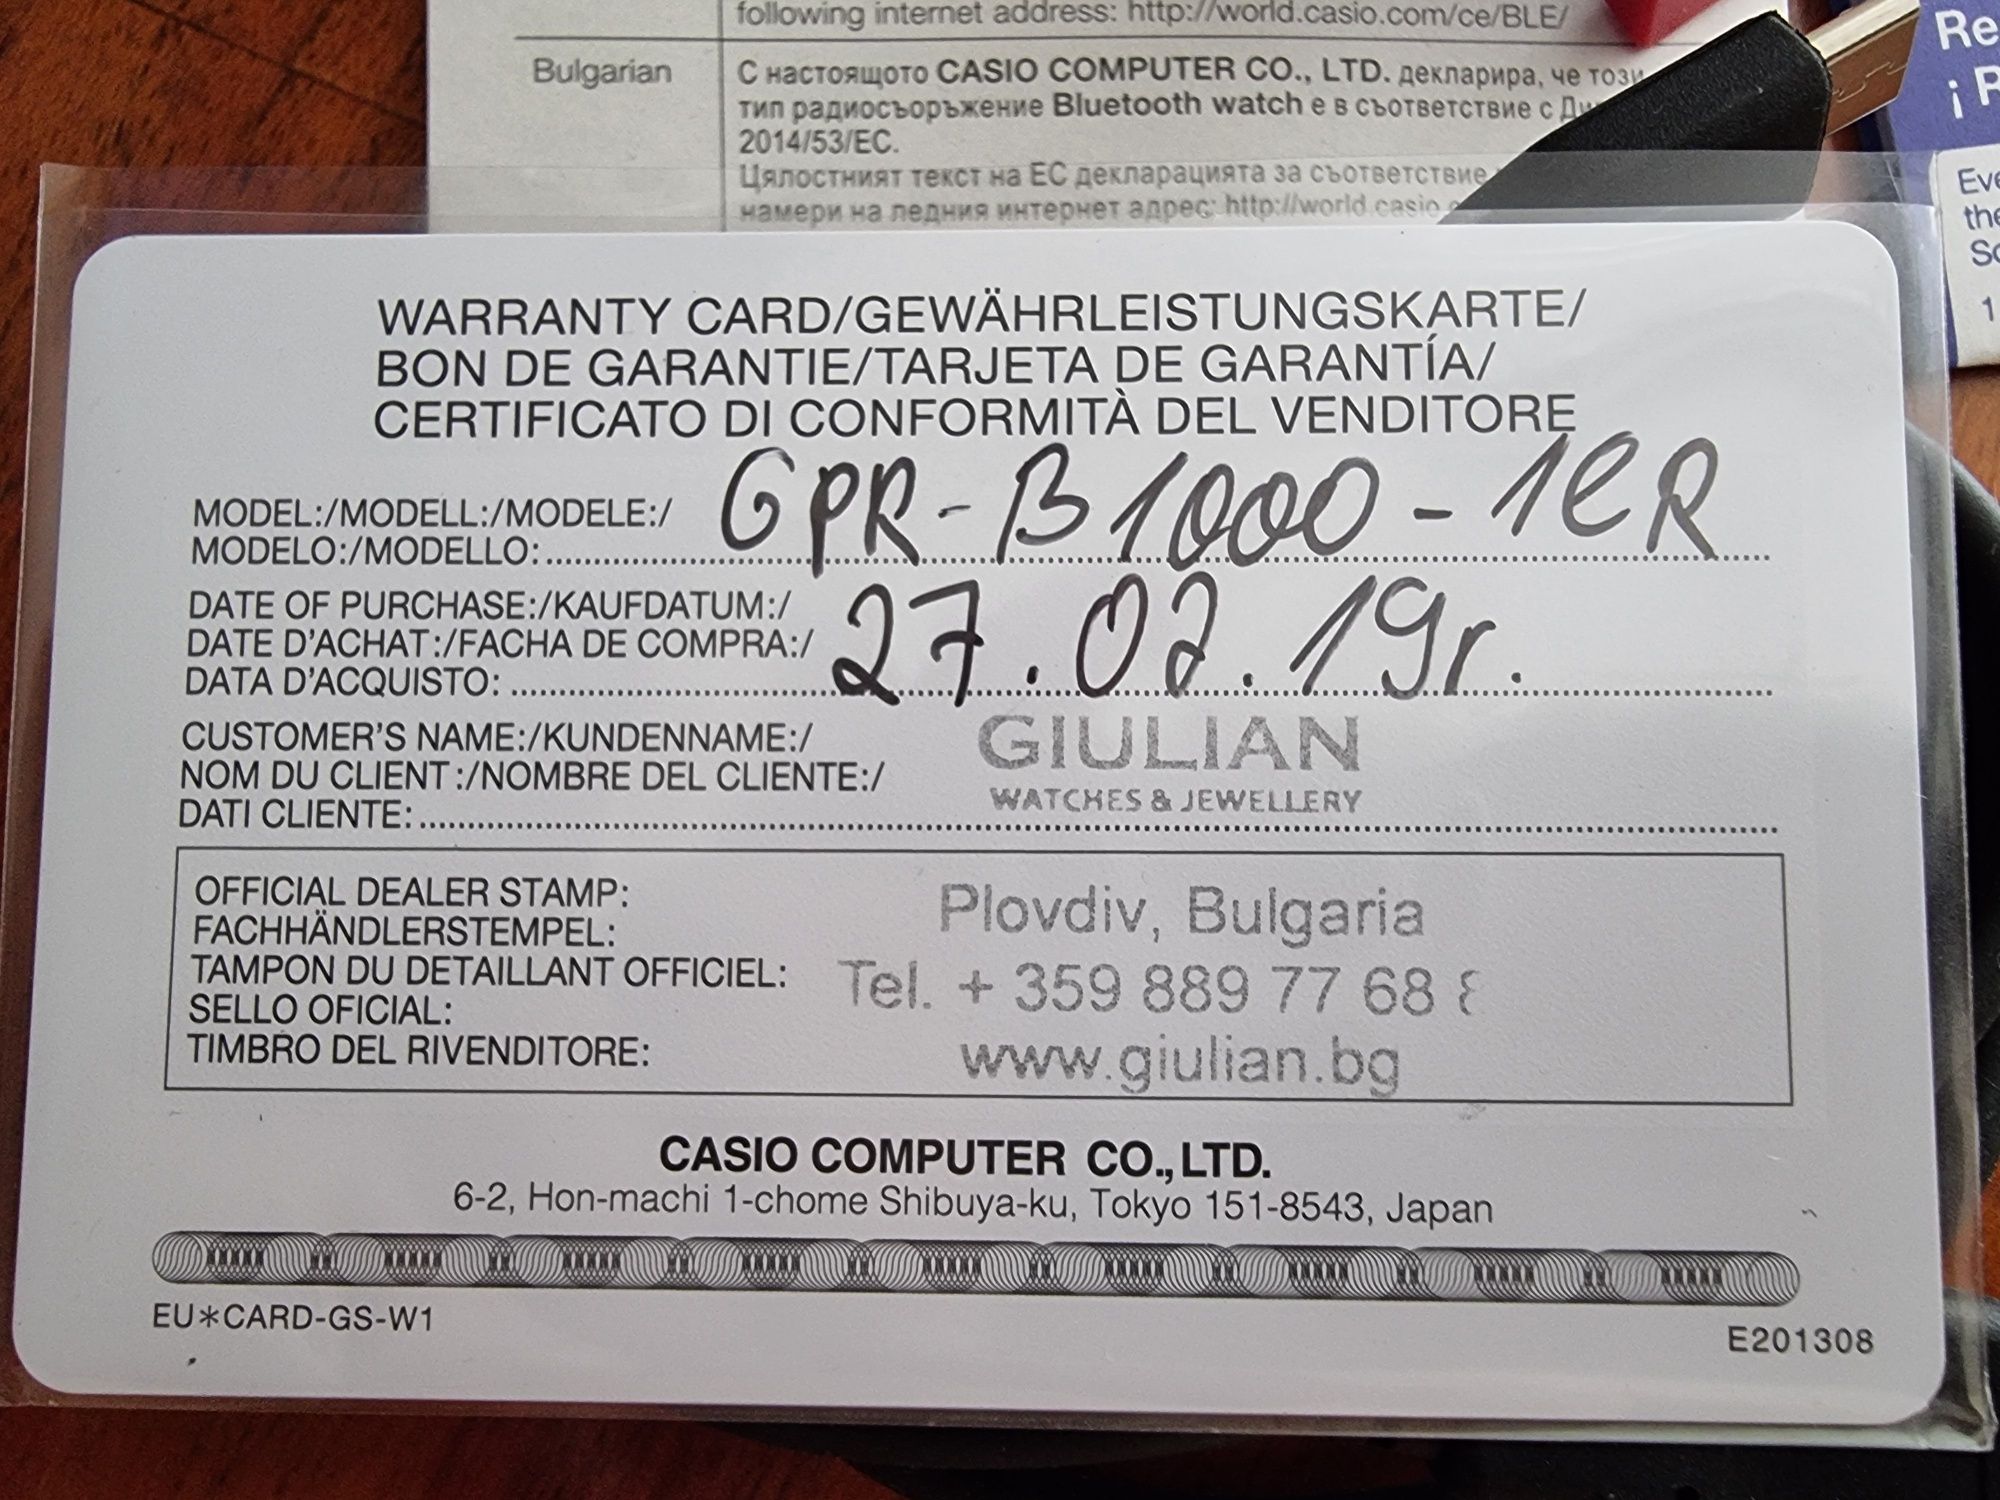 following internet address: http://world.casio.com/ce/BLE/
Bulgarian
С настоящото CASIO COMPUTER CO., LTD. декларира, че този
тип радиосъоръжение Bluetooth watch е в съответствие с
2014/53/EC.
Цялостният текст на ЕС декларацията за съответствие
намери на ледния интернет адрес: http://world.casio
Re
¡ R
Eve
the
So
1
WARRANTY CARD/GEWÄHRLEISTUNGSKARTE/
BON DE GARANTIE/TARJETA DE GARANTÍA/
CERTIFICATO DI CONFORMITÀ DEL VENDITORE
MODEL:/MODELL:/MODELE:/
MODELO:/MODELLO: GPR-B1000-1ER
DATE OF PURCHASE:/KAUFDATUM:/
DATE D'ACHAT:/FACHA DE COMPRA:/
DATA D'ACQUISTO: 27.02.19г.
CUSTOMER'S NAME:/KUNDENNAME:/
NOM DU CLIENT:/NOMBRE DEL CLIENTE:/
DATI CLIENTE:
GIULIAN
WATCHES & JEWELLERY
OFFICIAL DEALER STAMP:
FACHHÄNDLERSTEMPEL:
TAMPON DU DETAILLANT OFFICIEL:
SELLO OFICIAL:
TIMBRO DEL RIVENDITORE:
Plovdiv, Bulgaria
Tel. + 359 889 77 68
www.giulian.bg
CASIO COMPUTER CO., LTD.
6-2, Hon-machi 1-chome Shibuya-ku, Tokyo 151-8543, Japan
EU*CARD-GS-W1
E201308